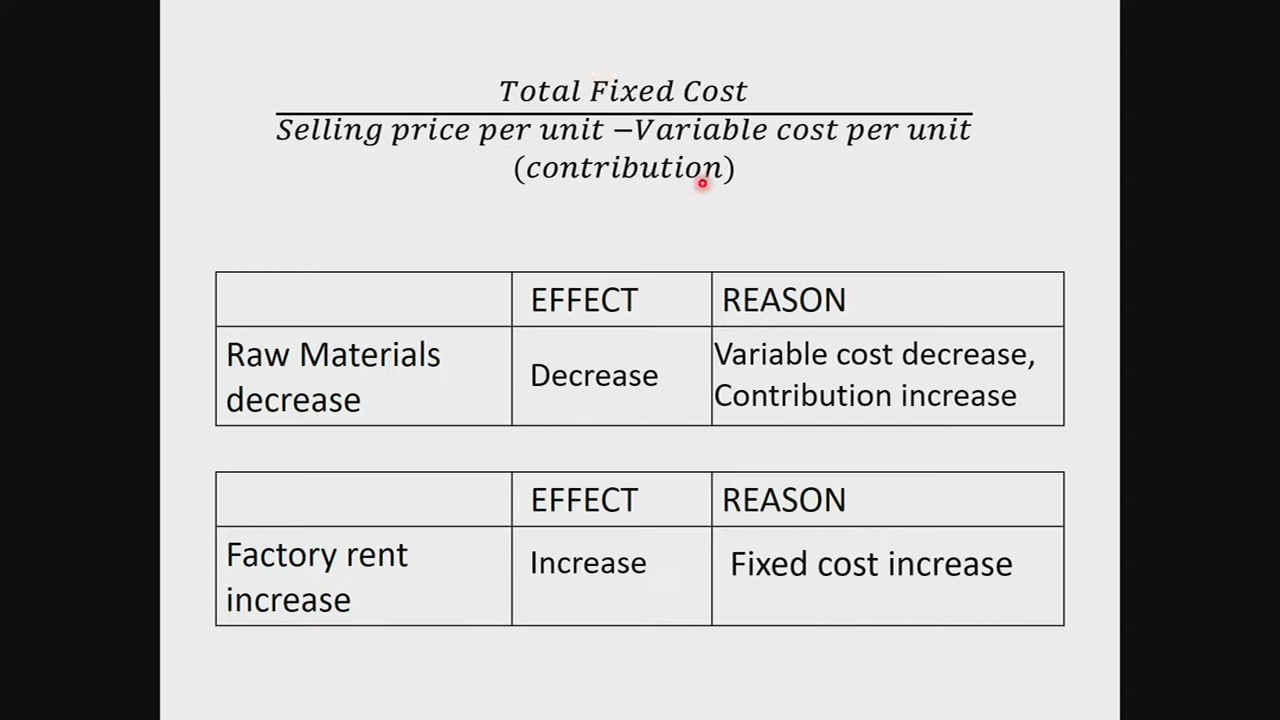 Total Fixed Cost
Selling price per unit −Variable cost per unit
(contribution)
EFFECT REASON
Raw Materials decrease Decrease Variable cost decrease, Contribution increase
EFFECT REASON
Factory rent increase Increase Fixed cost increase